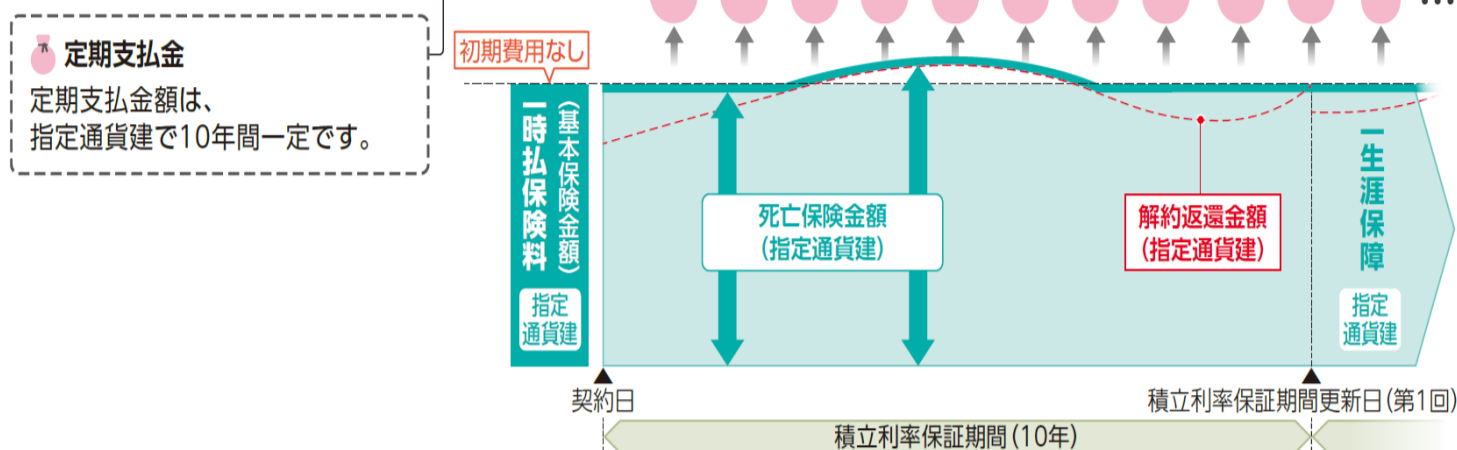 定期支払金
定期支払金額は、
指定通貨建で10年間一定です。
初期費用なし
一時払保険料
（基本保険金額）
指定
通貨建
死亡保険金額
（指定通貨建）
解約返還金額
（指定通貨建）
一生涯保障
指定
通貨建
…
契約日
積立利率保証期間更新日（第1回）
積立利率保証期間（10年）